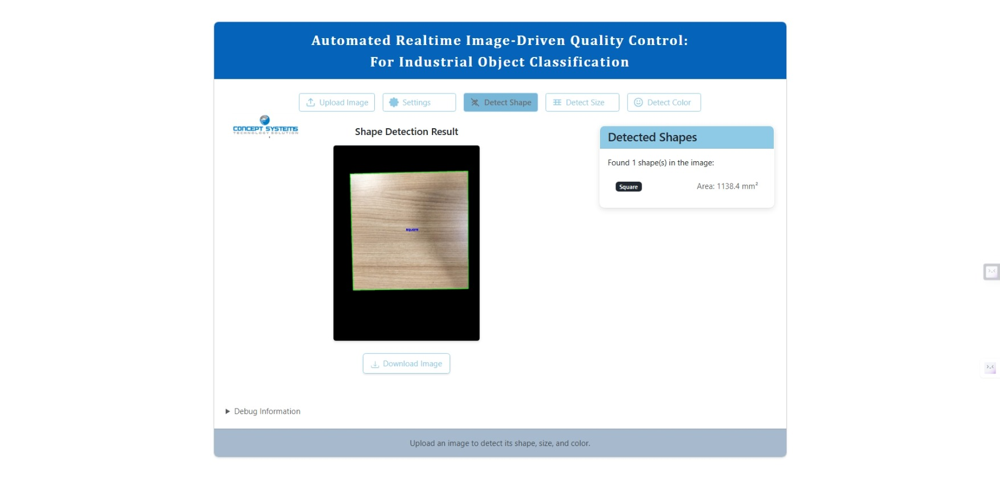 Automated Realtime Image-Driven Quality Control:
For Industrial Object Classification
Upload Image
Settings
Detect Shape
Detect Size
Detect Color
CONCEPT SYSTEMS
TECHNOLOGY SOLUTION
Shape Detection Result
square
Download Image
Detected Shapes
Found 1 shape(s) in the image:
Square
Area: 1138.4 mm²
Debug Information
Upload an image to detect its shape, size, and color.